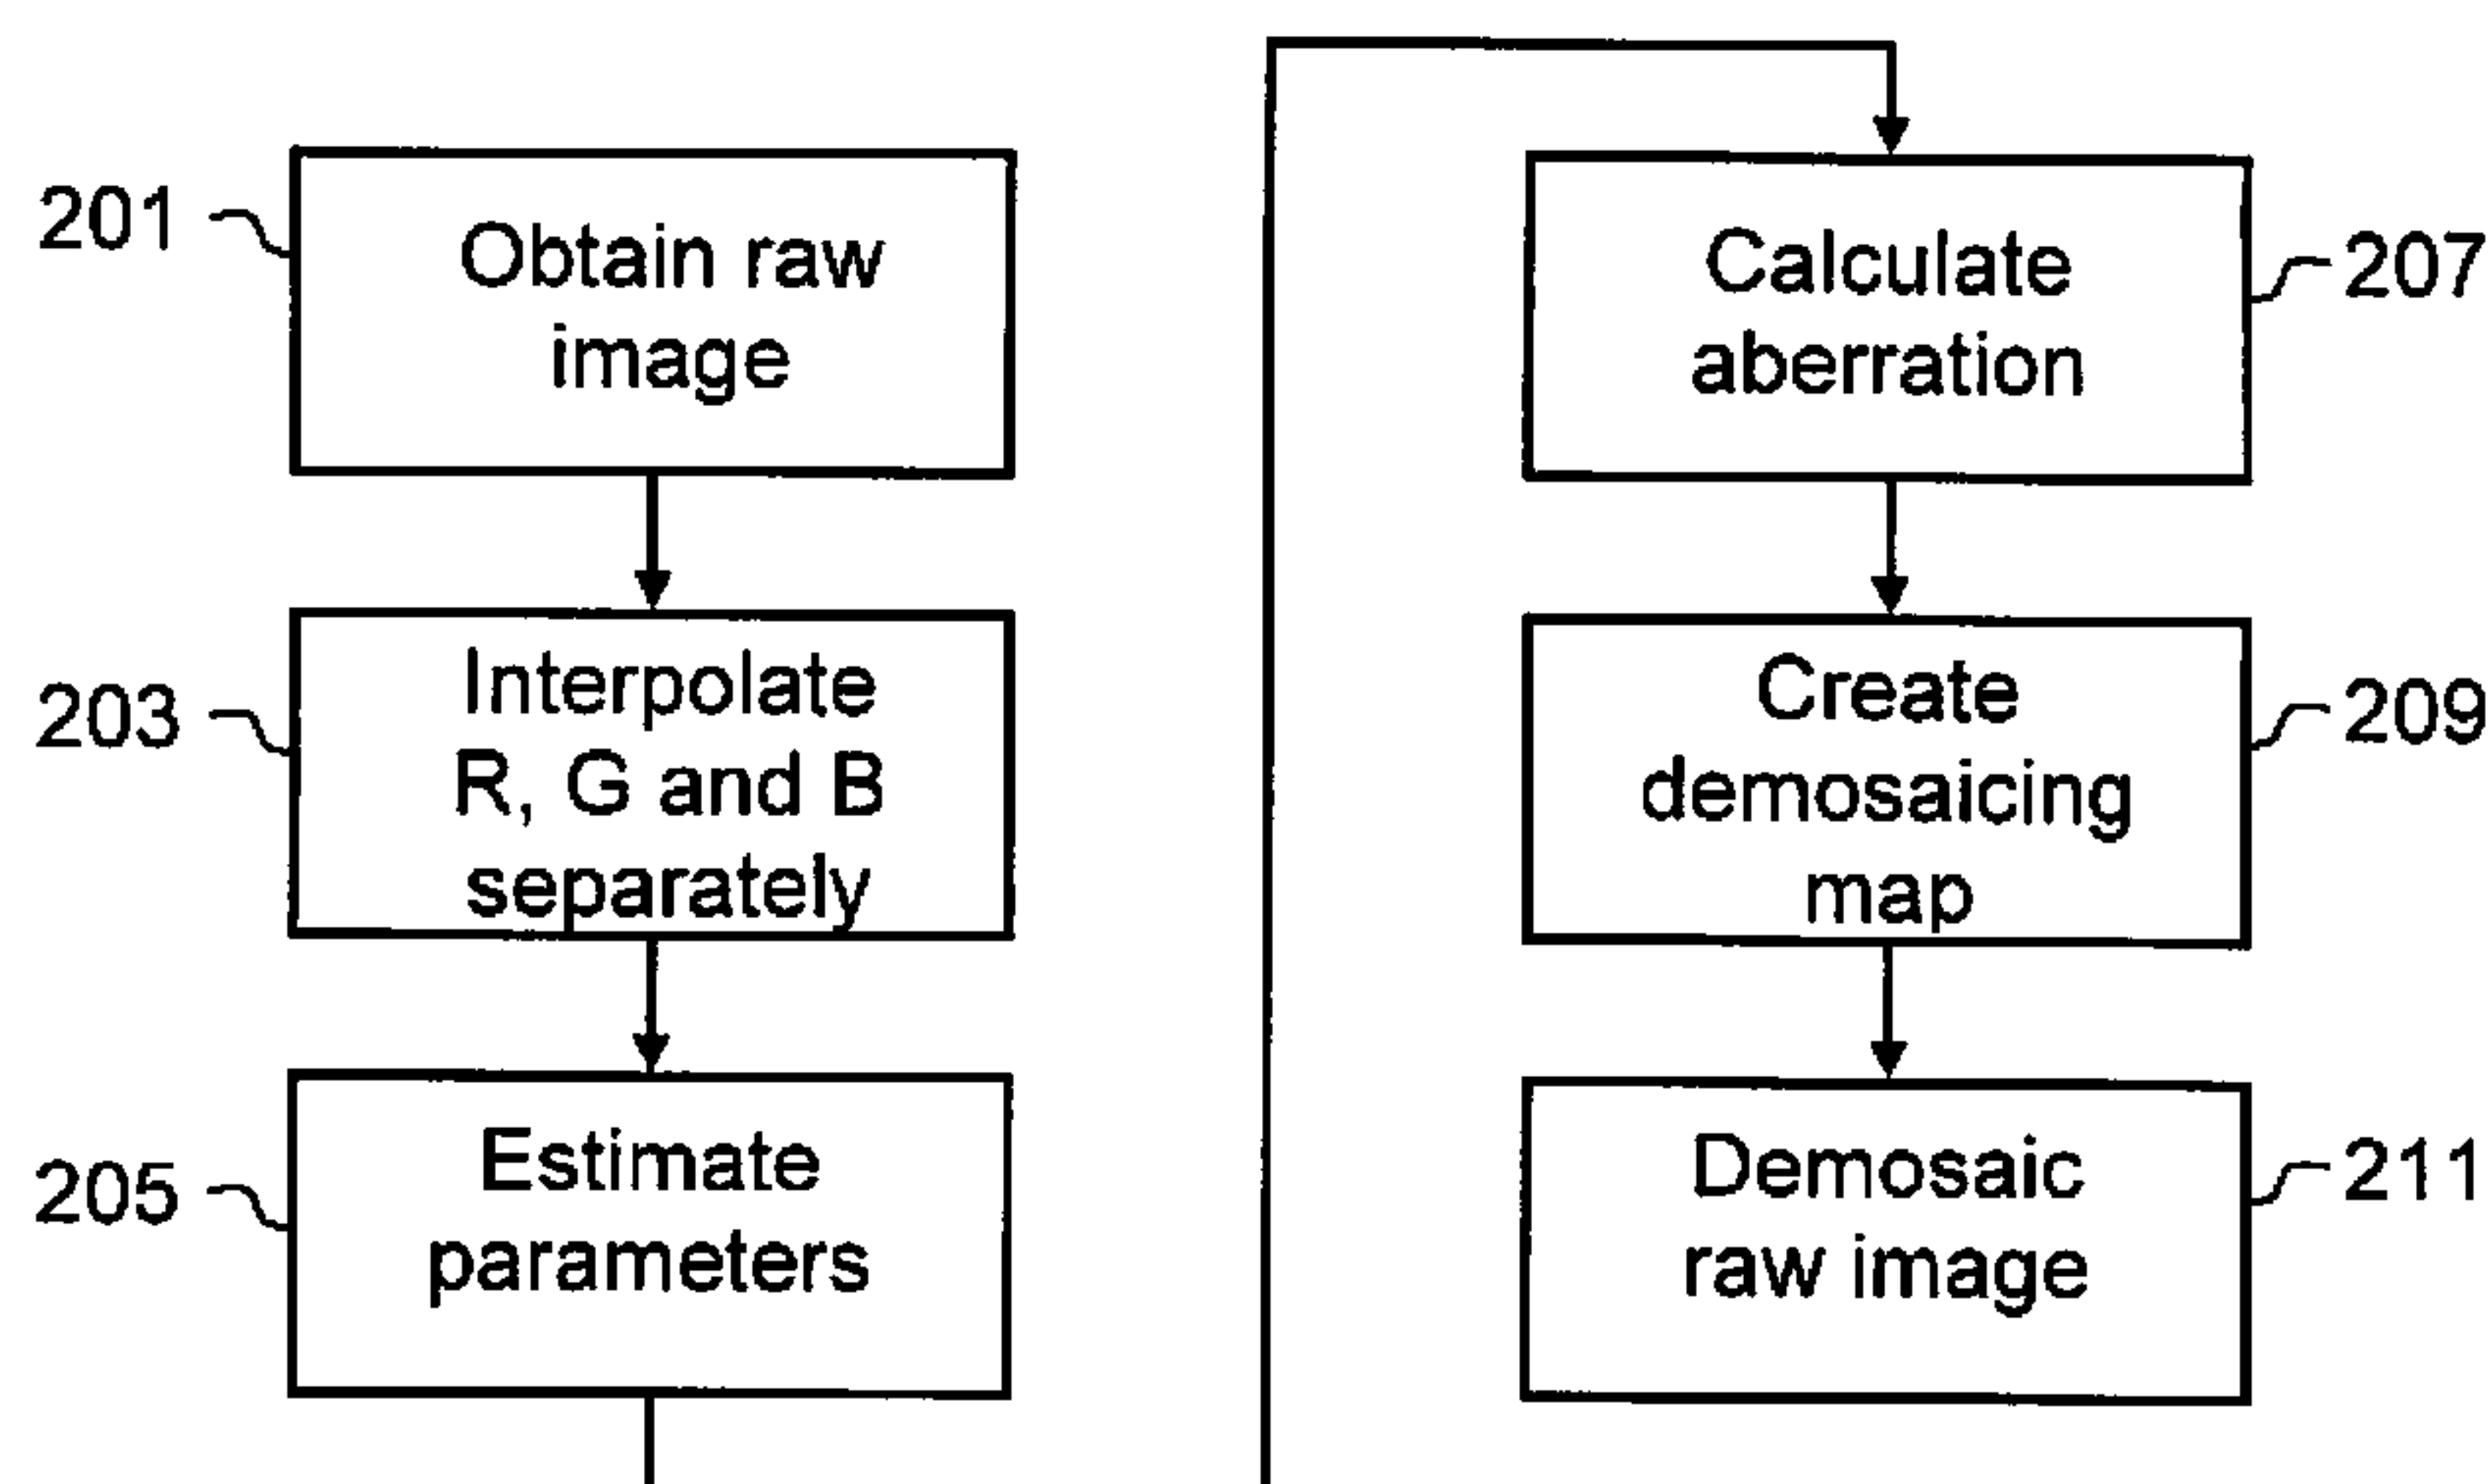 201
Obtain raw
image
203
Interpolate
R, G and B
separately
205
Estimate
parameters
Calculate
aberration
207
Create
demosaicing
map
209
Demosaic
raw image
211